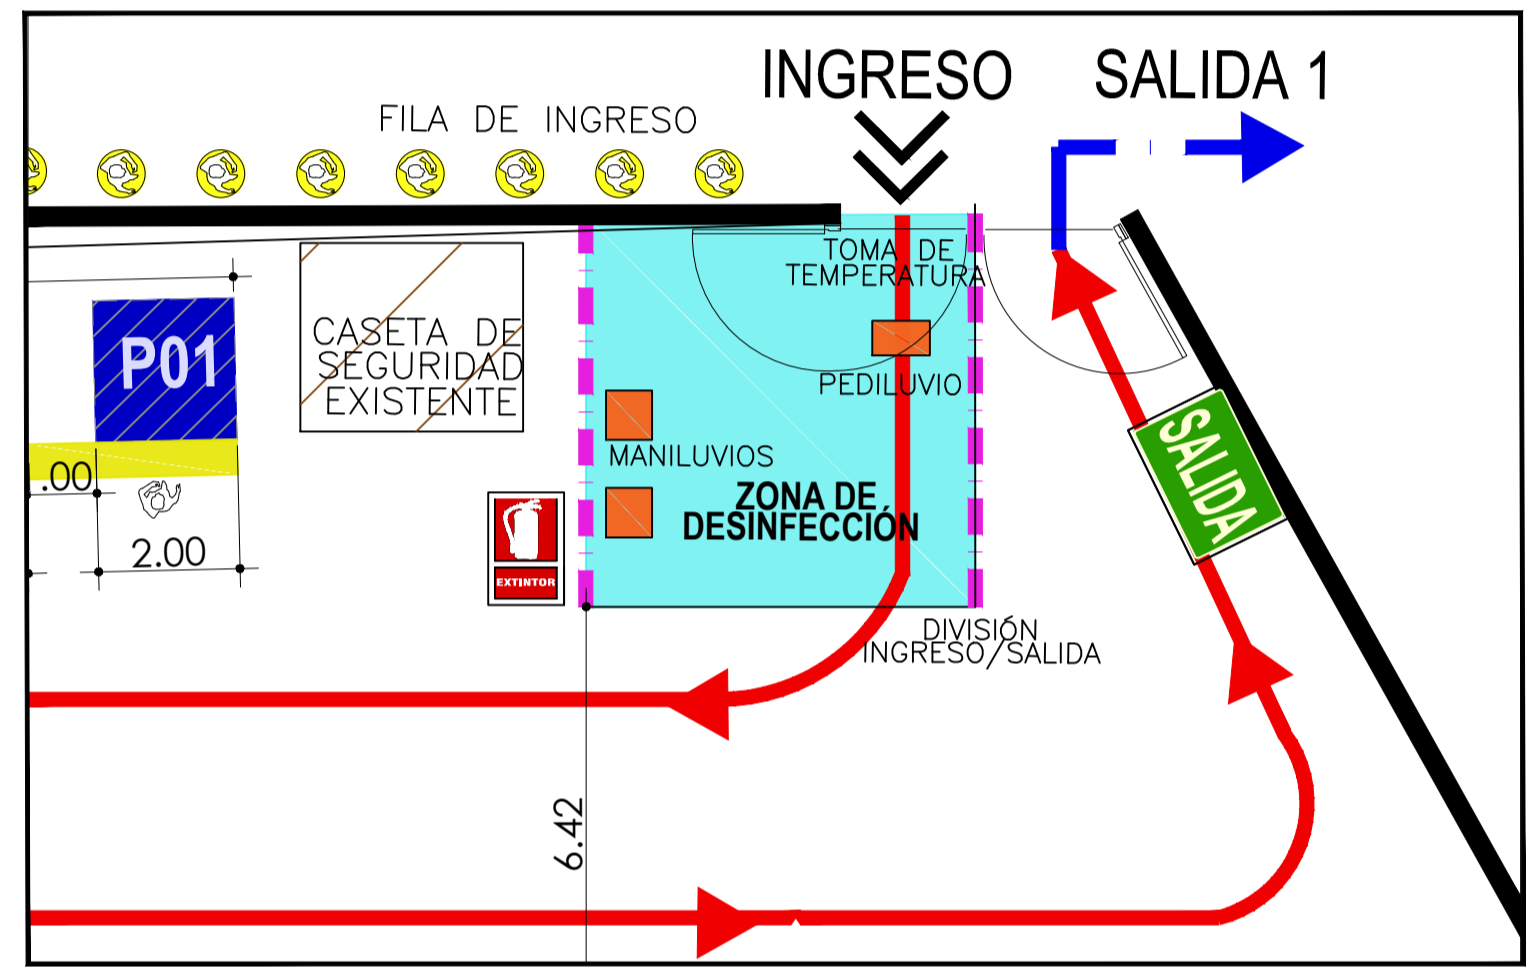 INGRESO
SALIDA 1
FILA DE INGRESO
TOMA DE
TEMPERATURA
CASETA DE
SEGURIDAD
EXISTENTE
P01
PEDILUVIO
MANILUVIOS
ZONA DE
DESINFECCIÓN
SALIDA
.00
2.00
EXTINTOR
DIVISIÓN
INGRESO/SALIDA
6.42